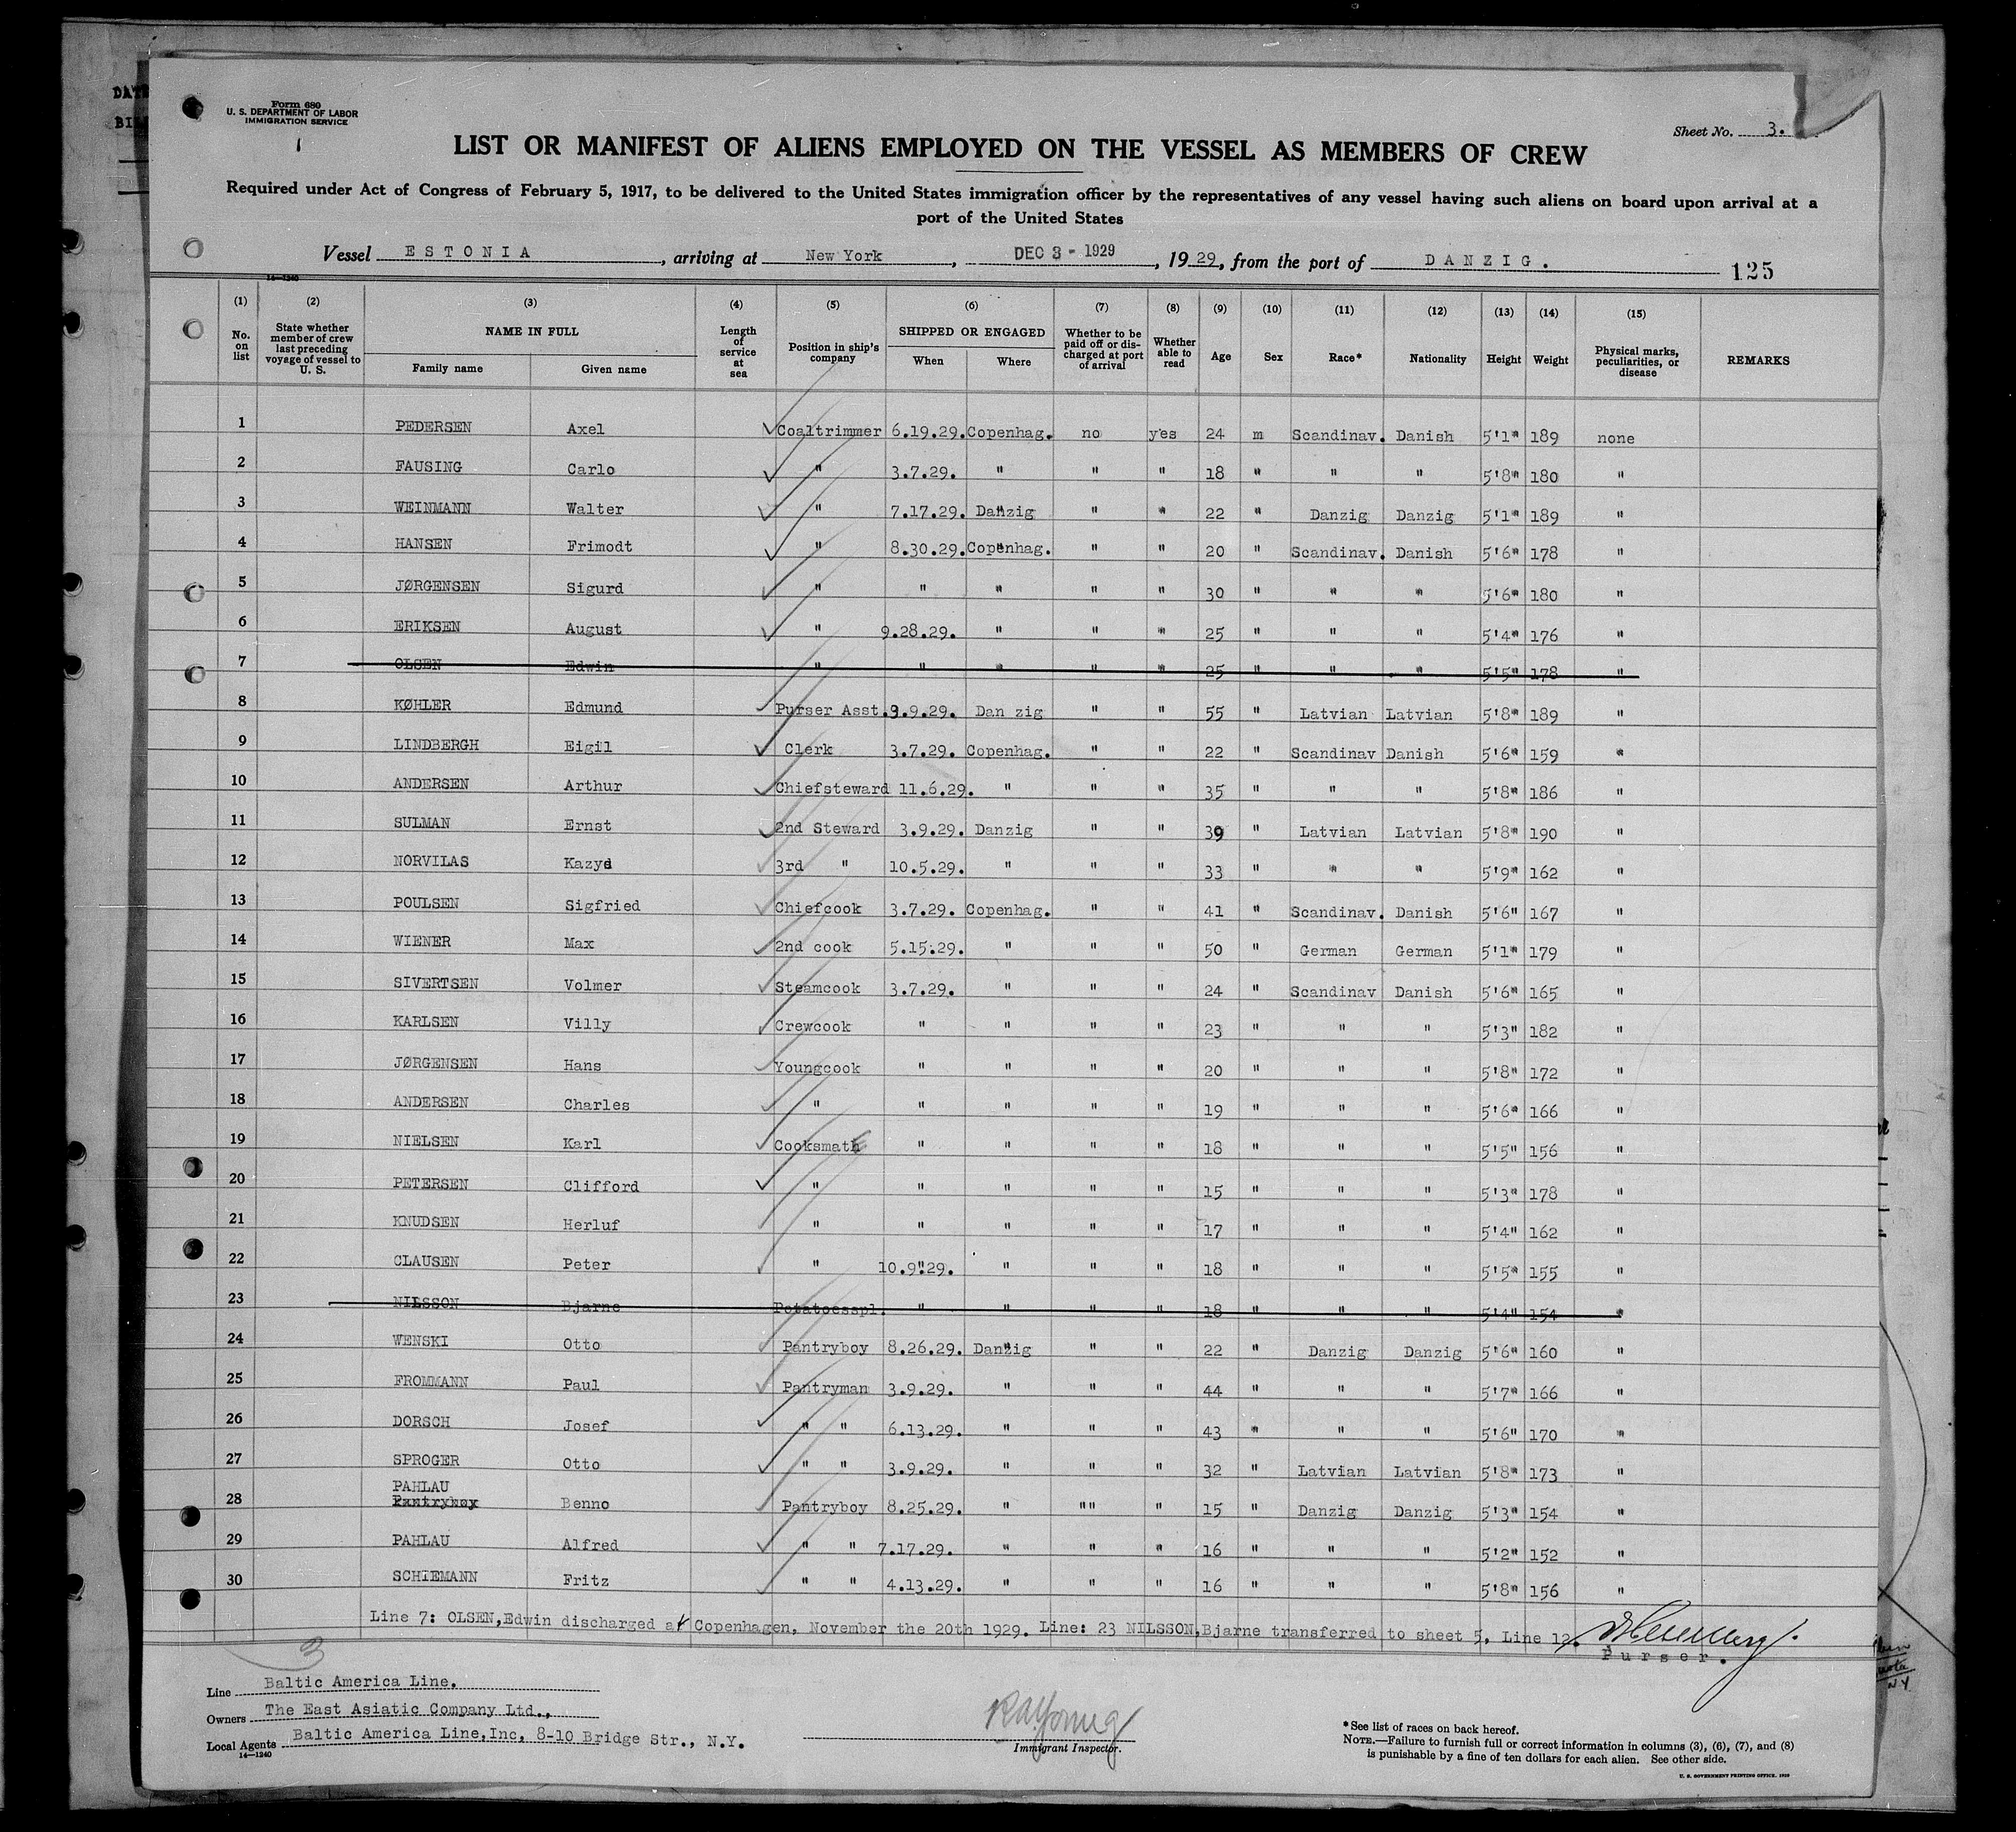 Form 680
U. S. DEPARTMENT OF LABOR
IMMIGRATION SERVICE
Sheet No. 3.
LIST OR MANIFEST OF ALIENS EMPLOYED ON THE VESSEL AS MEMBERS OF CREW
Required under Act of Congress of February 5, 1917, to be delivered to the United States immigration officer by the representatives of any vessel having such aliens on board upon arrival at a
port of the United States
Vessel ESTONIA, arriving at New York, DEC 3 - 1929, 19 29, from the port of DANZIG. 125
14—1240
(1) (2) (3) (4) (5) (6) (7) (8) (9) (10) (11) (12) (13) (14) (15)
No. on list State whether member of crew last preceding voyage of vessel to U. S. NAME IN FULL Family name Given name Length of service at sea Position in ship's company SHIPPED OR ENGAGED When Where Whether to be paid off or discharged at port of arrival Whether able to read Age Sex Race* Nationality Height Weight Physical marks, peculiarities, or disease REMARKS
1 PEDERSEN Axel Coaltrimmer 6.19.29. Copenhag. no yes 24 m Scandinav. Danish 5'1" 189 none
2 FAUSING Carlo " 3.7.29. " " " 18 " " " 5'8" 180 "
3 WEINMANN Walter " 7.17.29. Danzig " " 22 " Danzig Danzig 5'1" 189 "
4 HANSEN Frimodt " 8.30.29. Copenhag. " " 20 " Scandinav. Danish 5'6" 178 "
5 JØRGENSEN Sigurd " " " " " 30 " " " 5'6" 180 "
6 ERIKSEN August " 9.28.29. " " " 25 " " " 5'4" 176 "
7 OLSEN Edwin " " " " " 25 " " " 5'5" 178 "
8 KØHLER Edmund Purser Asst. 9.9.29. Dan zig " " 55 " Latvian Latvian 5'8" 189 "
9 LINDBERGH Eigil Clerk 3.7.29. Copenhag. " " 22 " Scandinav Danish 5'6" 159 "
10 ANDERSEN Arthur Chiefsteward 11.6.29. " " " 35 " " " 5'8" 186 "
11 SULMAN Ernst 2nd Steward 3.9.29. Danzig " " 39 " Latvian Latvian 5'8" 190 "
12 NORVILAS Kazys 3rd " 10.5.29. " " " 33 " " " 5'9" 162 "
13 POULSEN Sigfried Chiefcook 3.7.29. Copenhag. " " 41 " Scandinav. Danish 5'6" 167 "
14 WIENER Max 2nd cook 5.15.29. " " " 50 " German German 5'1" 179 "
15 SIVERTSEN Volmer Steamcook 3.7.29. " " " 24 " Scandinav Danish 5'6" 165 "
16 KARLSEN Villy Crewcook " " " " 23 " " " 5'3" 182 "
17 JØRGENSEN Hans Youngcook " " " " 20 " " " 5'8" 172 "
18 ANDERSEN Charles " " " " " 19 " " " 5'6" 166 "
19 NIELSEN Karl Cooksmate " " " " 18 " " " 5'5" 156 "
20 PETERSEN Clifford " " " " " 15 " " " 5'3" 178 "
21 KNUDSEN Herluf " " " " " 17 " " " 5'4" 162 "
22 CLAUSEN Peter " 10.9.29. " " " 18 " " " 5'5" 155 "
23 NILSSON Bjarne Potatoesspl. " " " " 18 " " " 5'4" 154 "
24 WENSKI Otto Pantryboy 8.26.29. Danzig " " 22 " Danzig Danzig 5'6" 160 "
25 FROMMANN Paul Pantryman 3.9.29. " " " 44 " " " 5'7" 166 "
26 DORSCH Josef " " 6.13.29. " " " 43 " " " 5'6" 170 "
27 SPROGER Otto " " 3.9.29. " " " 32 " Latvian Latvian 5'8" 173 "
PAHLAU
28 Pantryboy Benno Pantryboy 8.25.29. " "" " 15 " Danzig Danzig 5'3" 154 "
29 PAHLAU Alfred " " 7.17.29. " " " 16 " " " 5'2" 152 "
30 SCHIEMANN Fritz " " 4.13.29. " " " 16 " " " 5'8" 156 "
Line 7: OLSEN,Edwin discharged at Copenhagen, November the 20th 1929. Line: 23 NILSSON,Bjarne transferred to sheet 5, Line 12.
Purser.
3
Line Baltic America Line.
Owners The East Asiatic Company Ltd.,
Local Agents Baltic America Line,Inc, 8-10 Bridge Str., N.Y.
14—1240
RA Young
Immigrant Inspector.
*See list of races on back hereof.
NOTE.—Failure to furnish full or correct information in columns (3), (6), (7), and (8)
is punishable by a fine of ten dollars for each alien. See other side.
U. S. GOVERNMENT PRINTING OFFICE. 1929